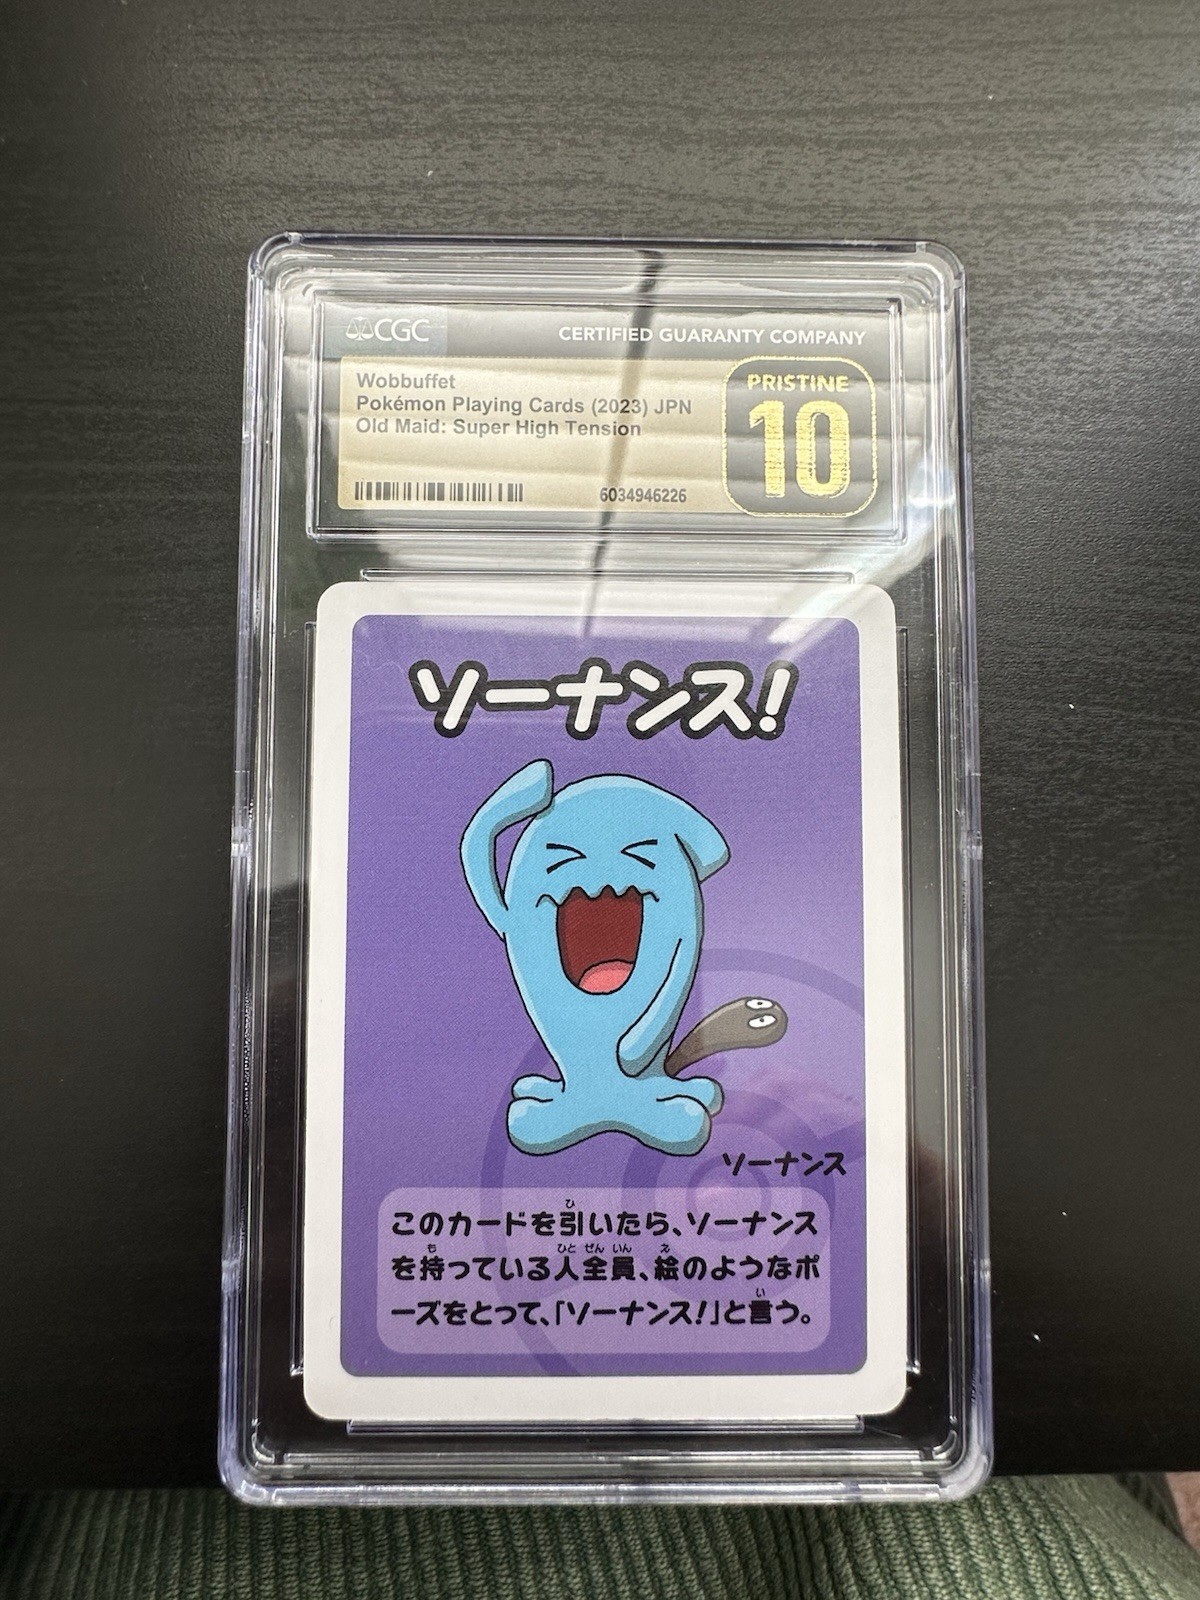 CGC
CERTIFIED GUARANTY COMPANY
Wobbuffet
Pokémon Playing Cards (2023) JPN
Old Maid: Super High Tension
6034946226
PRISTINE
10
ソーナンス!
ソーナンス
このカードを引いたら、ソーナンス
を持っている人全員、絵のようなポ
ーズをとって、「ソーナンス!」と言う。